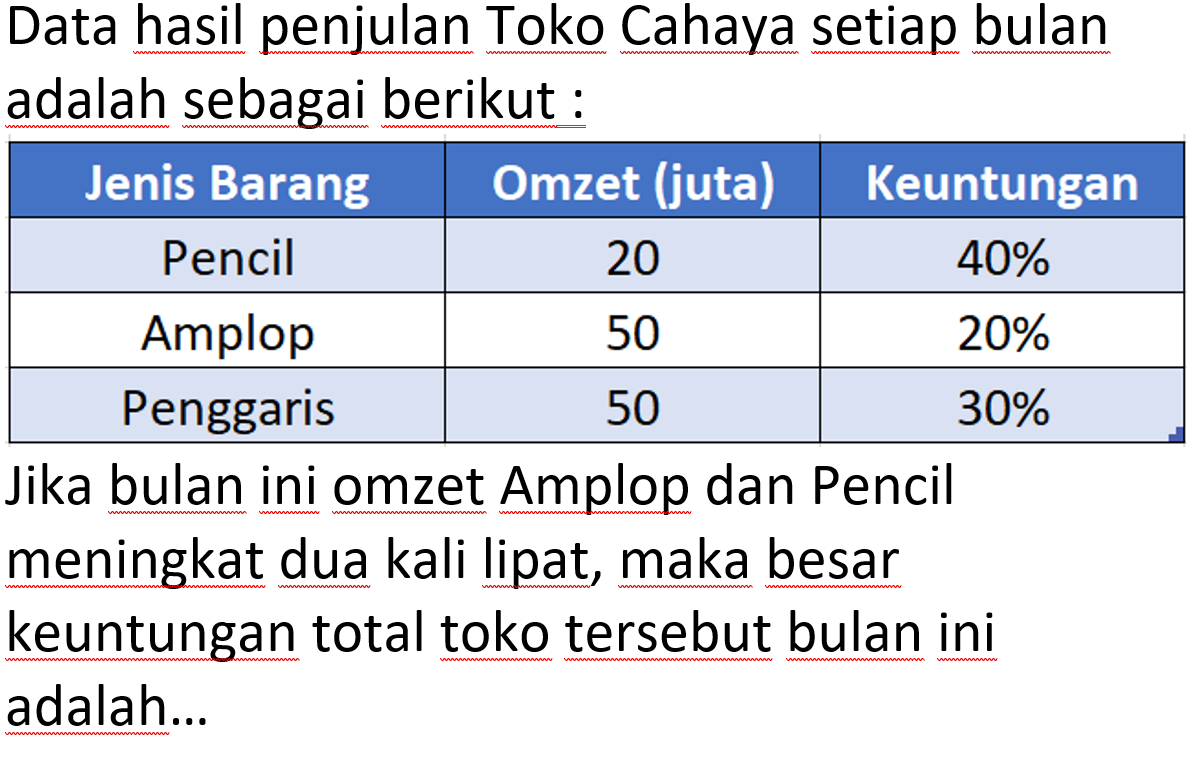 Data hasil penjulan Toko Cahaya setiap bulan
adalah sebagai berikut :
Jenis Barang Omzet (juta) Keuntungan
Pencil 20 40%
Amplop 50 20%
Penggaris 50 30%
Jika bulan ini omzet Amplop dan Pencil
meningkat dua kali lipat, maka besar
keuntungan total toko tersebut bulan ini
adalah...